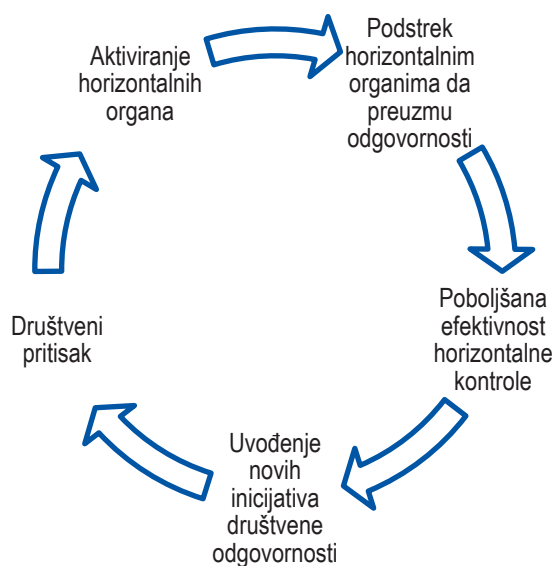 Aktiviranje
horizontalnih
organa
Podstrek
horizontalnim
organima da
preuzmu
odgovornosti
Poboljšana
efektivnost
horizontalne
kontrole
Uvođenje
novih
inicijativa
društvene
odgovornosti
Društveni
pritisak